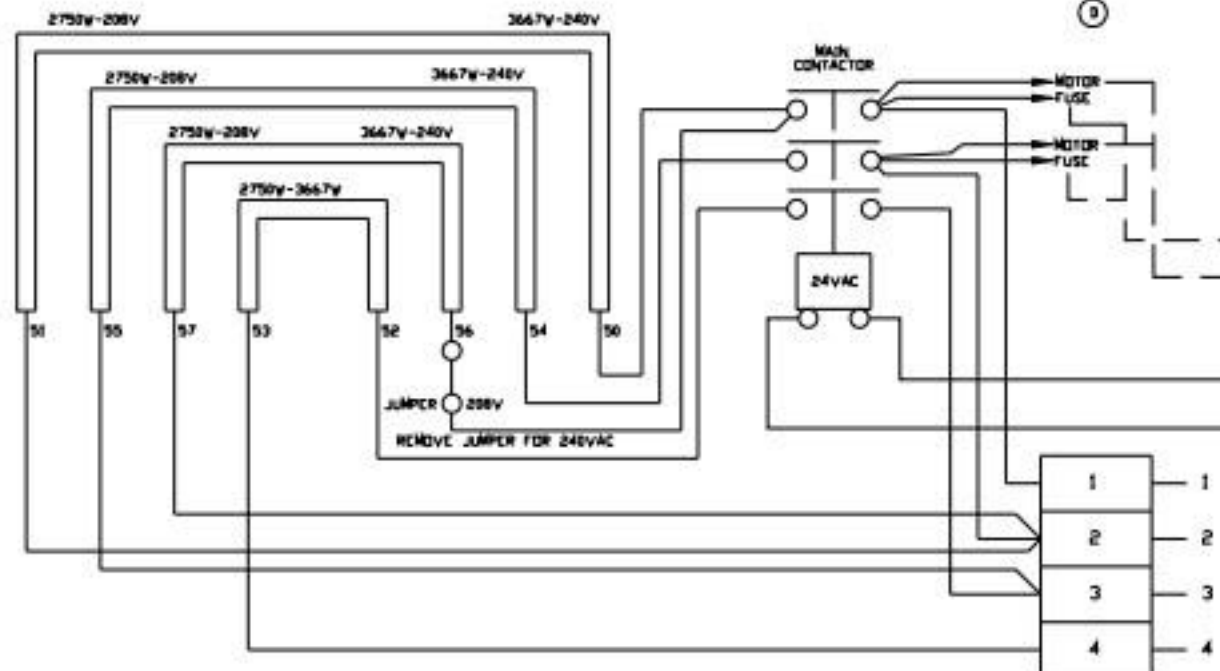 2750W-208V 3667W-240V
9
MAIN
CONTACTOR
2750W-208V 3667W-240V
MOTOR
FUSE
2750W-208V 3667W-240V
MOTOR
FUSE
2750W-3667W
24VAC
51 55 57 53 52 56 54 50
JUMPER 208V
REMOVE JUMPER FOR 240VAC
1 1
2 2
3 3
4 4